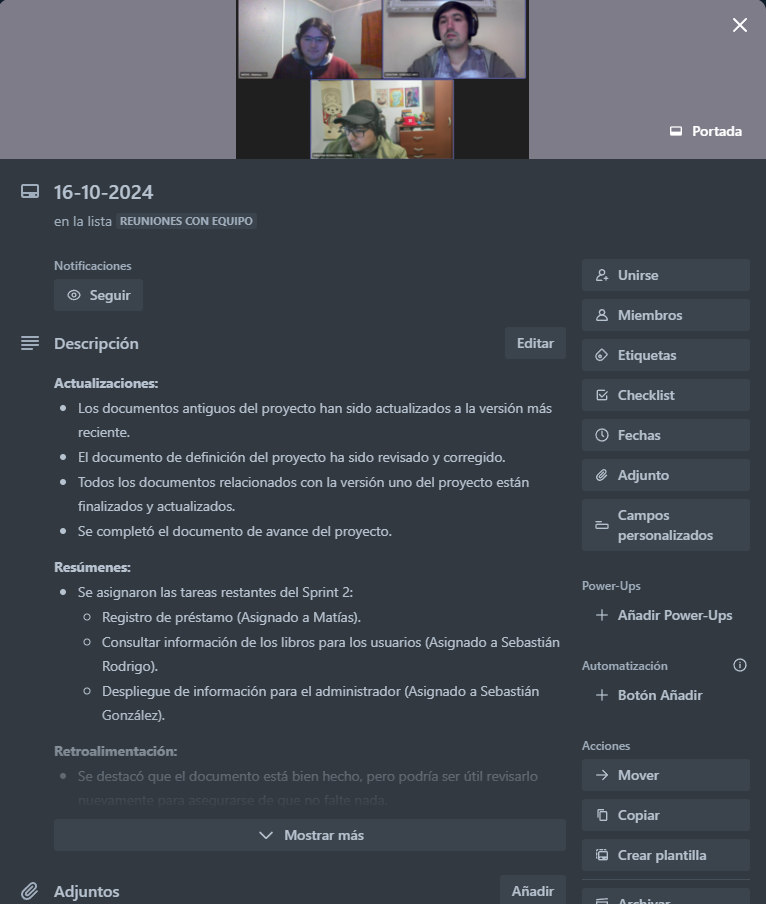 Portada
16-10-2024
en la lista REUNIONES CON EQUIPO
Notificaciones
Seguir
Descripción
Editar
Actualizaciones:
Los documentos antiguos del proyecto han sido actualizados a la versión más
reciente.
El documento de definición del proyecto ha sido revisado y corregido.
Todos los documentos relacionados con la versión uno del proyecto están
finalizados y actualizados.
Se completó el documento de avance del proyecto.
Resúmenes:
Se asignaron las tareas restantes del Sprint 2:
Registro de préstamo (Asignado a Matías).
Consultar información de los libros para los usuarios (Asignado a Sebastián
Rodrigo).
Despliegue de información para el administrador (Asignado a Sebastián
González).
Retroalimentación:
Se destacó que el documento está bien hecho, pero podría ser útil revisarlo
nuevamente para asegurarse de que no falte nada.
Mostrar más
Adjuntos
Añadir
Unirse
Miembros
Etiquetas
Checklist
Fechas
Adjunto
Campos
personalizados
Power-Ups
Añadir Power-Ups
Automatización
Botón Añadir
Acciones
Mover
Copiar
Crear plantilla
Archivar